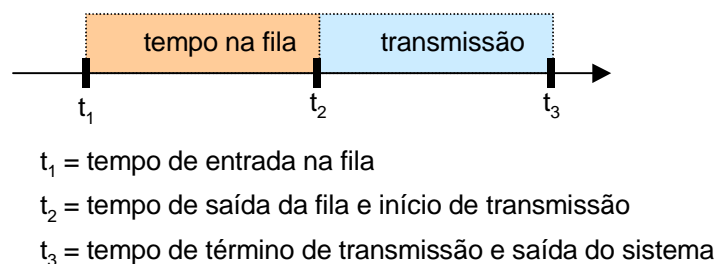 tempo na fila transmissão
t₁ t₂ t₃
t₁ = tempo de entrada na fila
t₂ = tempo de saída da fila e início de transmissão
t₃ = tempo de término de transmissão e saída do sistema